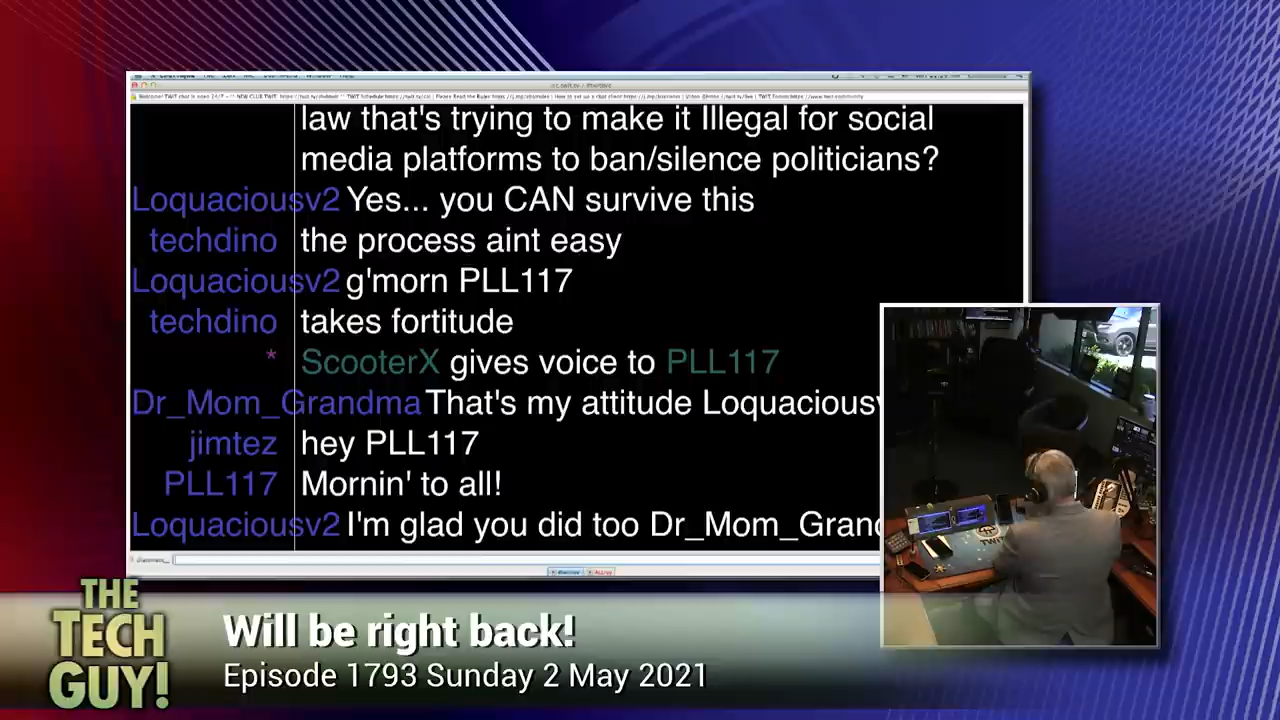 law that's trying to make it Illegal for social
media platforms to ban/silence politicians?
Loquaciousv2 Yes... you CAN survive this
techdino the process aint easy
Loquaciousv2 g'morn PLL117
techdino takes fortitude
* ScooterX gives voice to PLL117
Dr_Mom_Grandma That's my attitude Loquaciousv
jimtez hey PLL117
PLL117 Mornin' to all!
Loquaciousv2 I'm glad you did too Dr_Mom_Grand
THE
TECH
GUY!
Will be right back!
Episode 1793 Sunday 2 May 2021
TWiT